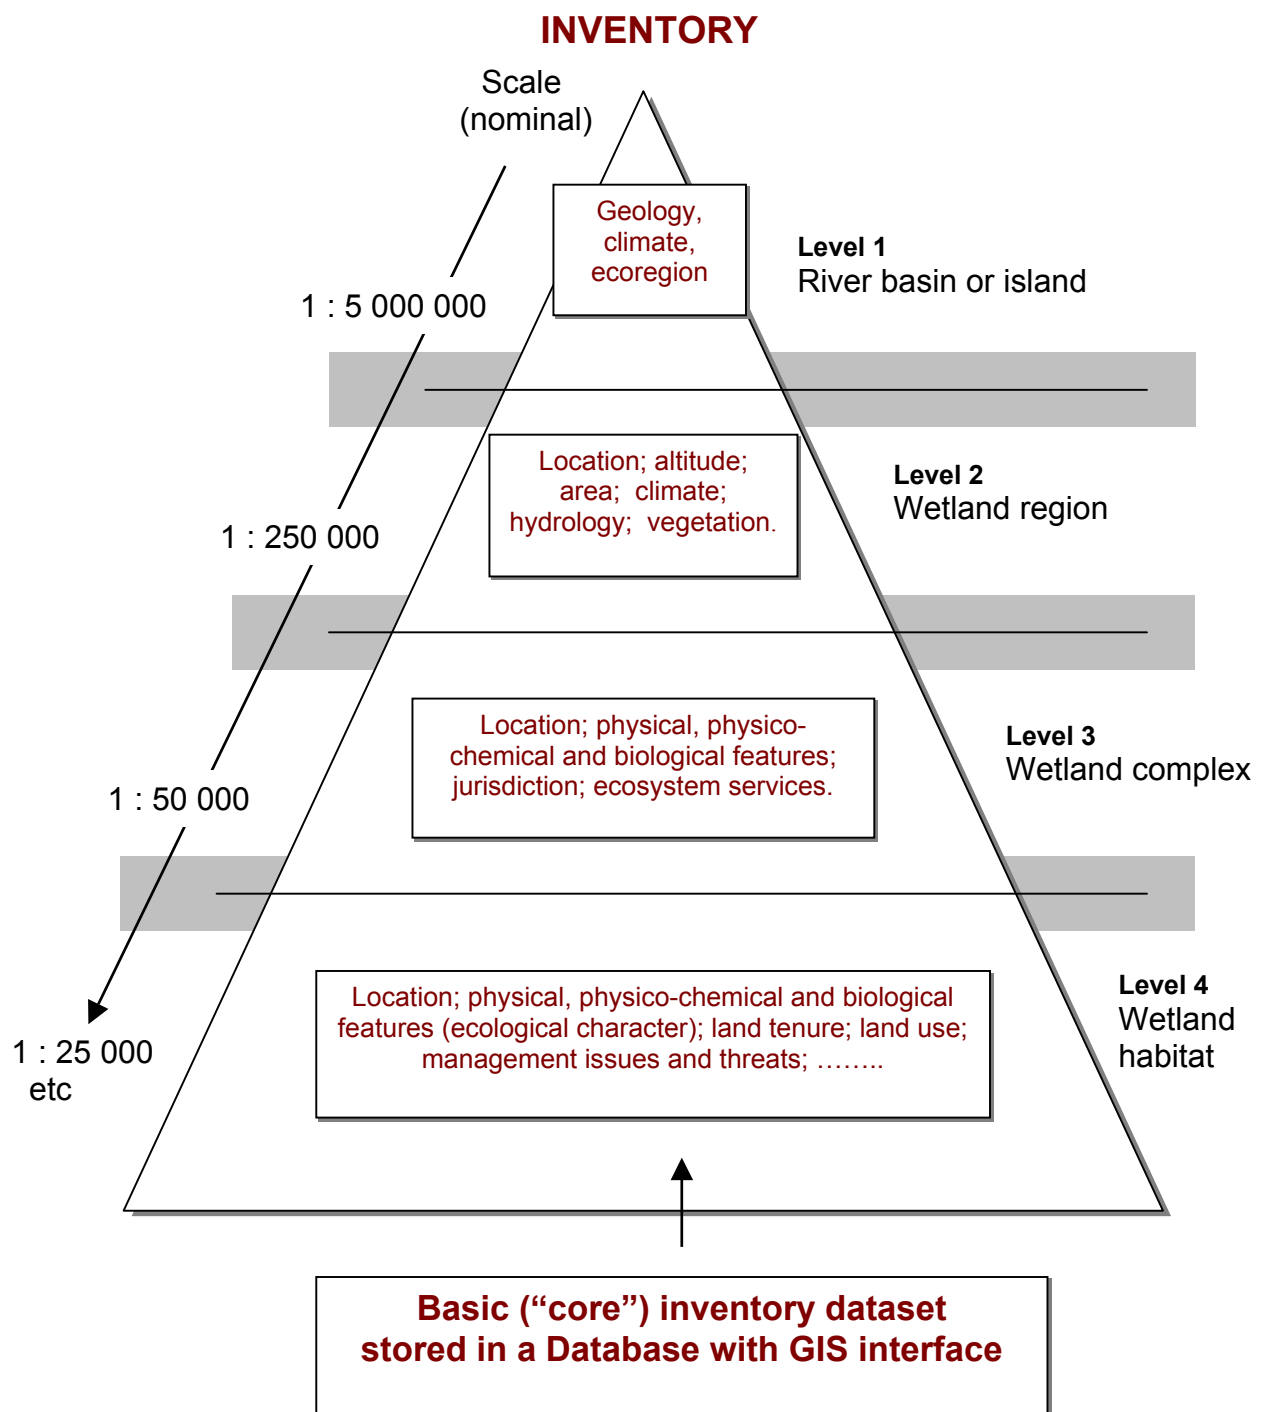 INVENTORY
Scale
(nominal)
Geology,
climate,
ecoregion
Level 1
River basin or island
1 : 5 000 000
Location; altitude;
area; climate;
hydrology; vegetation.
Level 2
Wetland region
1 : 250 000
Location; physical, physico-
chemical and biological features;
jurisdiction; ecosystem services.
Level 3
Wetland complex
1 : 50 000
Location; physical, physico-chemical and biological
features (ecological character); land tenure; land use;
management issues and threats; ……..
Level 4
Wetland
habitat
1 : 25 000
etc
Basic (“core”) inventory dataset
stored in a Database with GIS interface